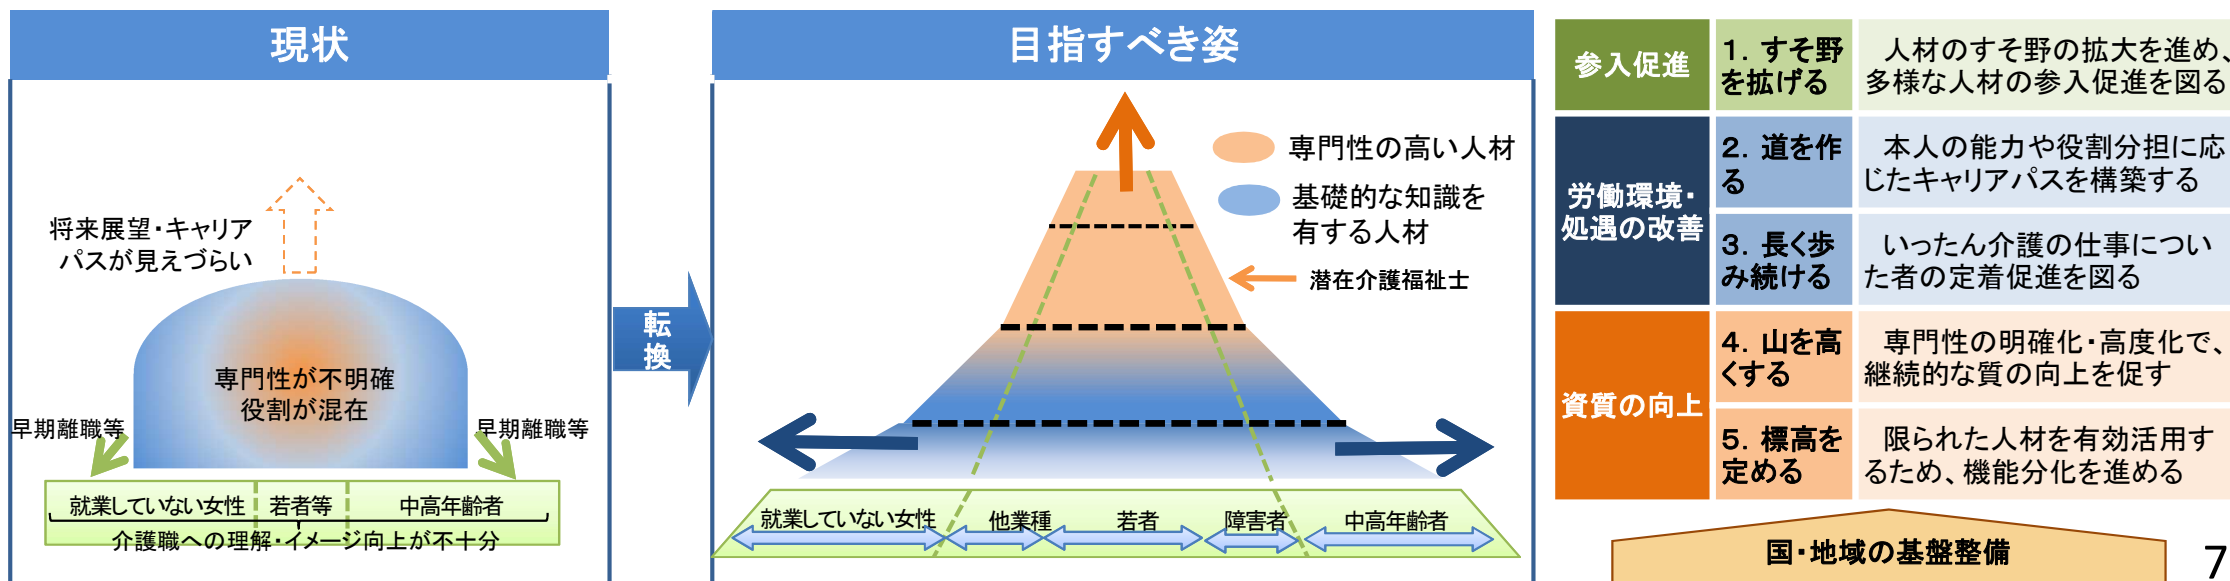 現状
将来展望・キャリア
パスが見えづらい
専門性が不明確
役割が混在
早期離職等
早期離職等
就業していない女性
若者等
中高年齢者
介護職への理解・イメージ向上が不十分
転
換
目指すべき姿
専門性の高い人材
基礎的な知識を
有する人材
潜在介護福祉士
就業していない女性
他業種
若者
障害者
中高年齢者
参入促進
1．すそ野
を拡げる
人材のすそ野の拡大を進め、
多様な人材の参入促進を図る
労働環境・
処遇の改善
2．道を作
る
本人の能力や役割分担に応
じたキャリアパスを構築する
3．長く歩
み続ける
いったん介護の仕事につい
た者の定着促進を図る
資質の向上
4．山を高
くする
専門性の明確化・高度化で、
継続的な質の向上を促す
5．標高を
定める
限られた人材を有効活用す
るため、機能分化を進める
国・地域の基盤整備
7